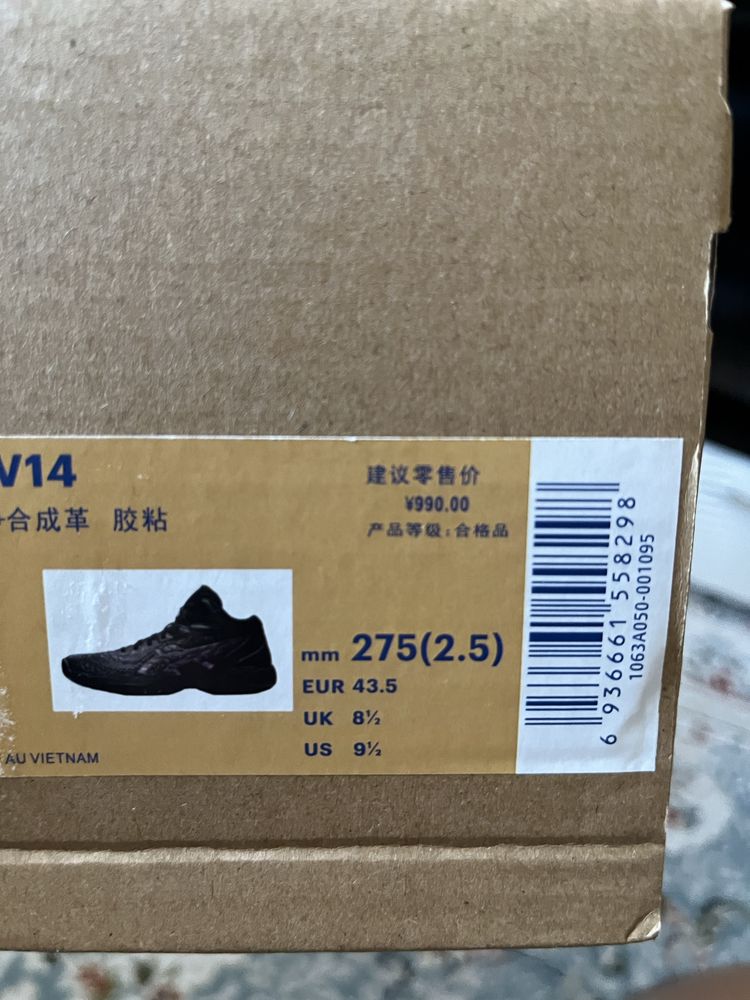 V14
+合成革 胶粘
建议零售价
¥990.00
产品等级:合格品
mm 275(2.5)
EUR 43.5
UK 8½
US 9½
AU VIETNAM
6 936661 558298
1063A050-001095